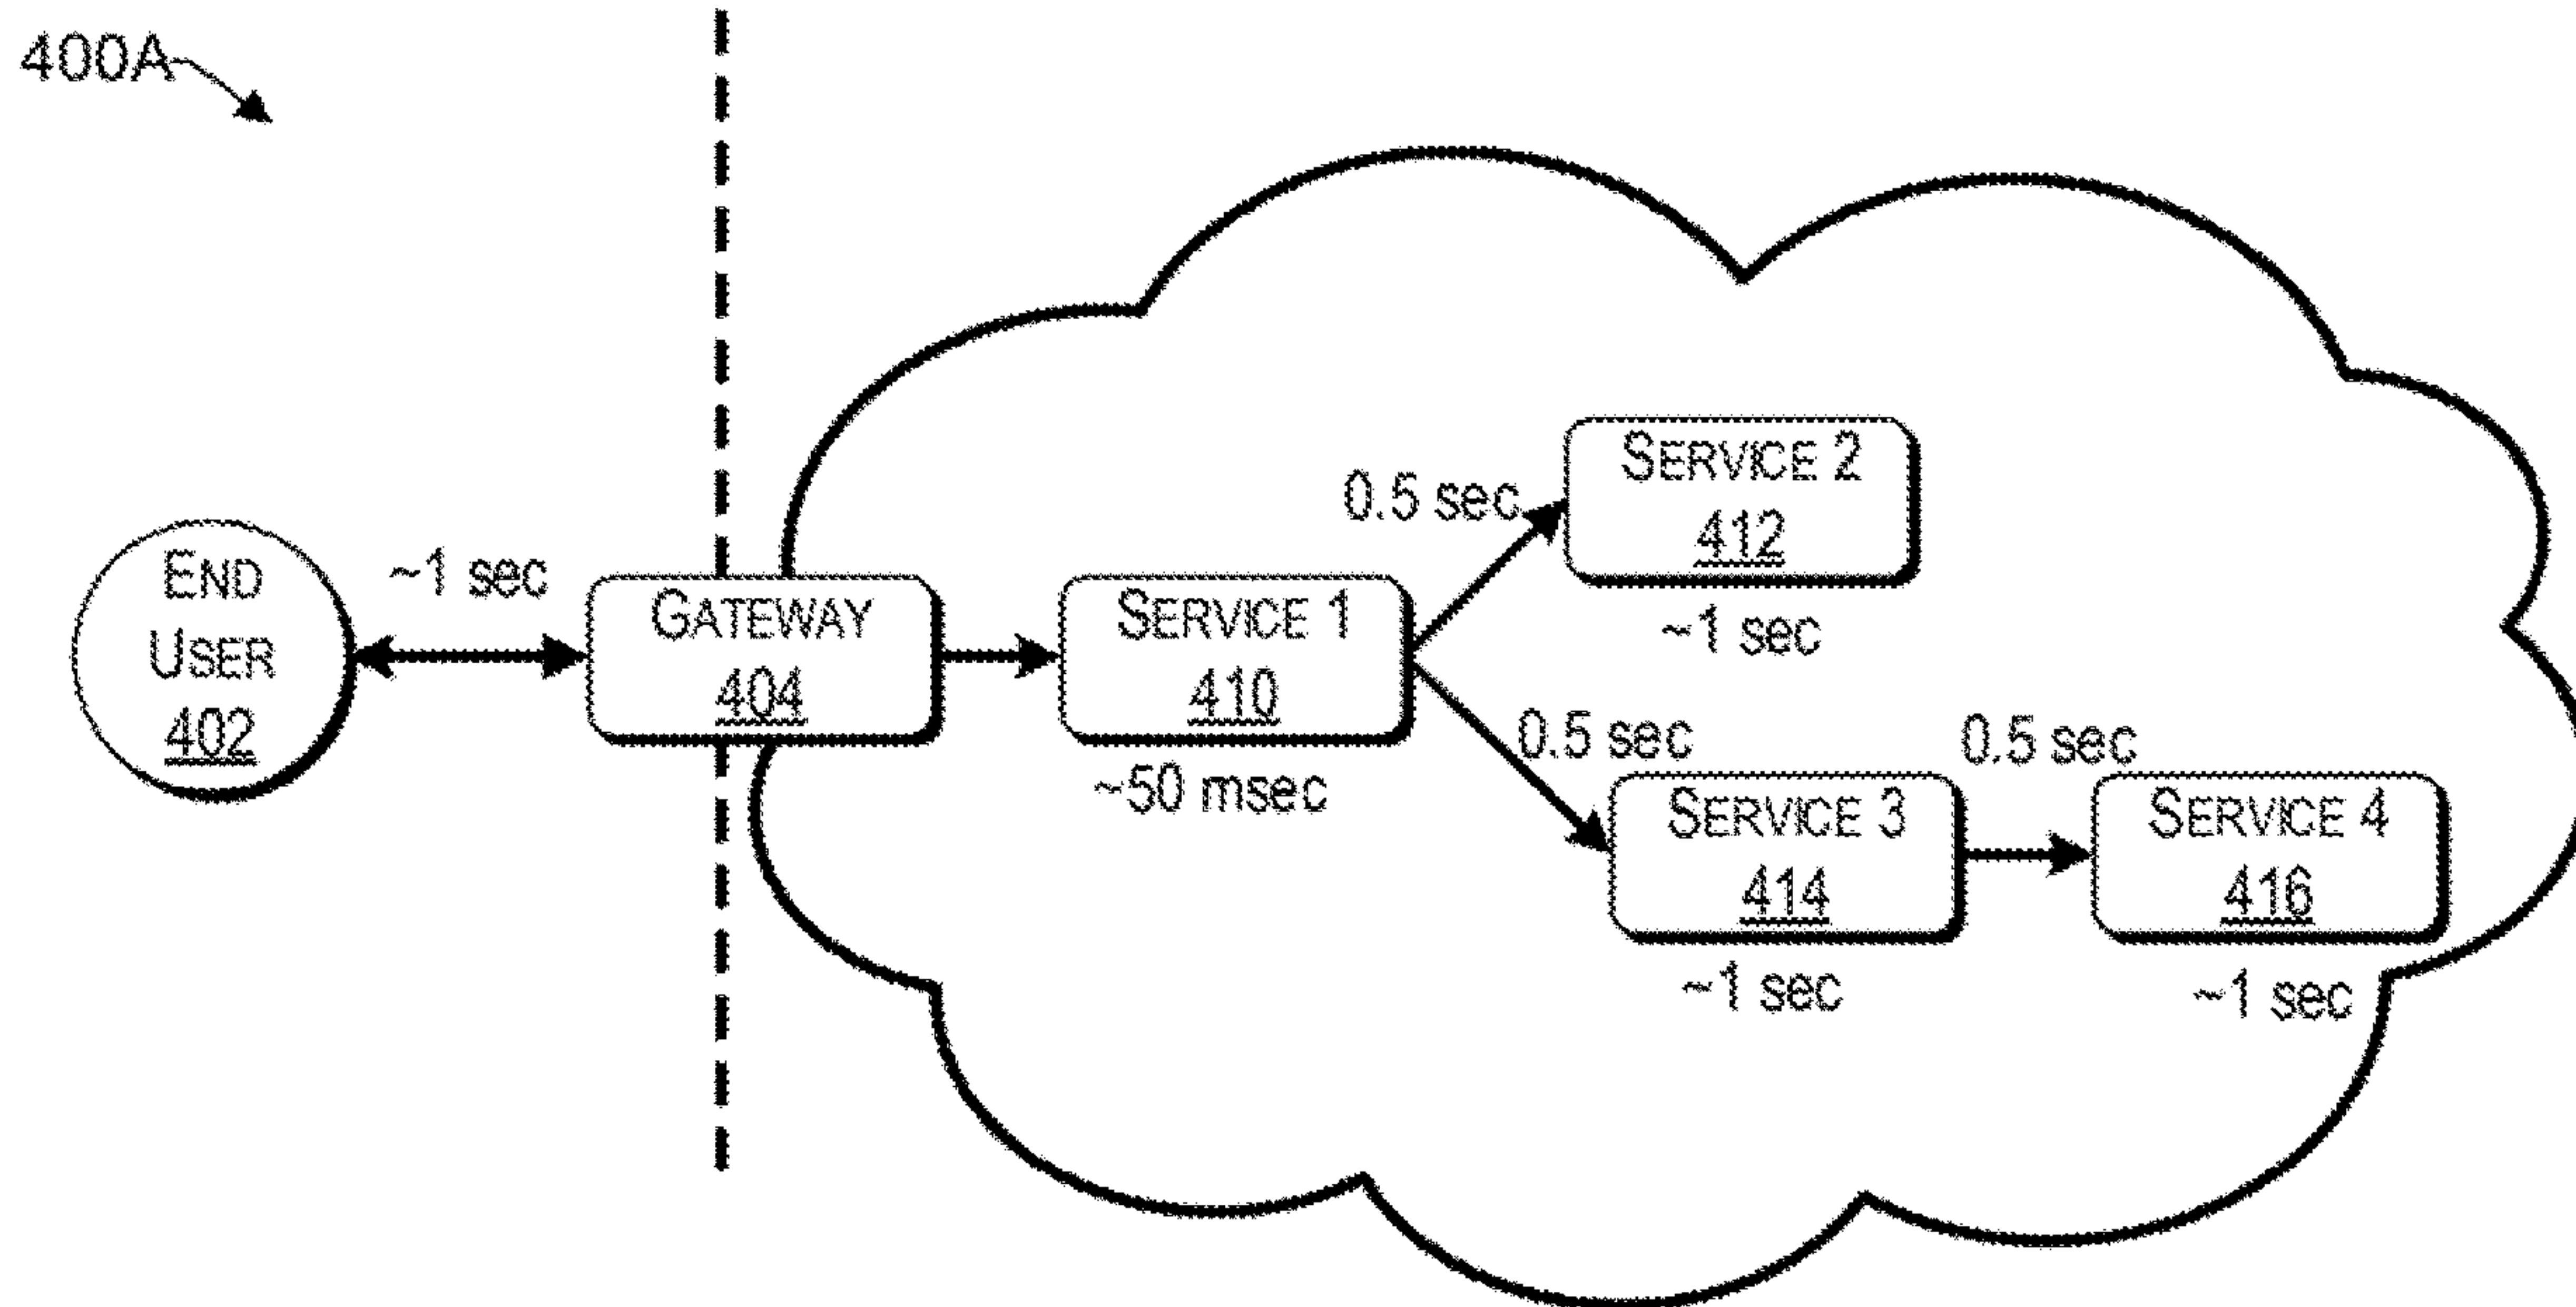 400A
END
USER
402
~1 sec
GATEWAY
404
SERVICE 1
410
~50 msec
0.5 sec
SERVICE 2
412
~1 sec
0.5 sec
SERVICE 3
414
~1 sec
0.5 sec
SERVICE 4
416
~1 sec